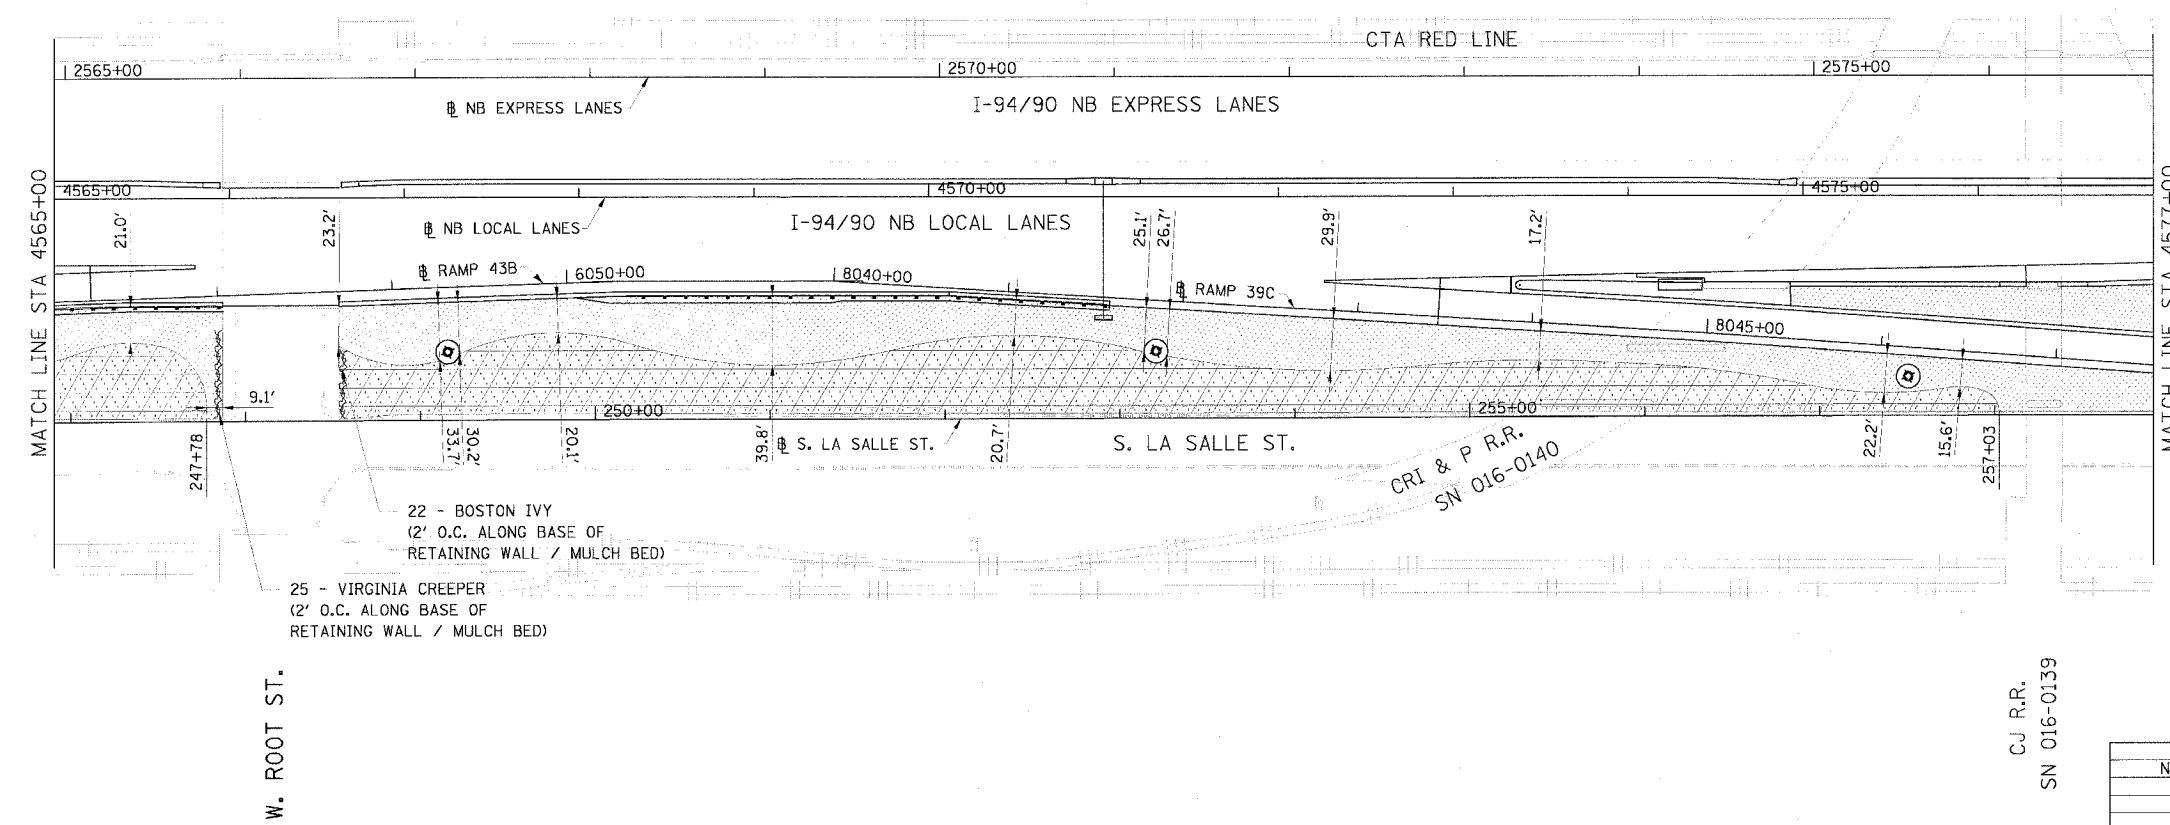 CTA RED LINE
2565+00
2570+00
2575+00
℄ NB EXPRESS LANES
I-94/90 NB EXPRESS LANES
MATCH LINE STA 4565+00
MATCH LINE STA 4577+00
4565+00
4570+00
4575+00
21.0'
23.2'
℄ NB LOCAL LANES
I-94/90 NB LOCAL LANES
25.1'
26.7'
29.9'
17.2'
℄ RAMP 43B
6050+00
8040+00
℄ RAMP 39C
8045+00
9.1'
250+00
255+00
247+78
33.7'
30.2'
20.1'
39.8'
℄ S. LA SALLE ST.
20.7'
S. LA SALLE ST.
22.2'
15.6'
257+03
CRI & P R.R.
SN 016-0140
22 - BOSTON IVY
(2' O.C. ALONG BASE OF
RETAINING WALL / MULCH BED)
25 - VIRGINIA CREEPER
(2' O.C. ALONG BASE OF
RETAINING WALL / MULCH BED)
W. ROOT ST.
CJ R.R.
SN 016-0139
N